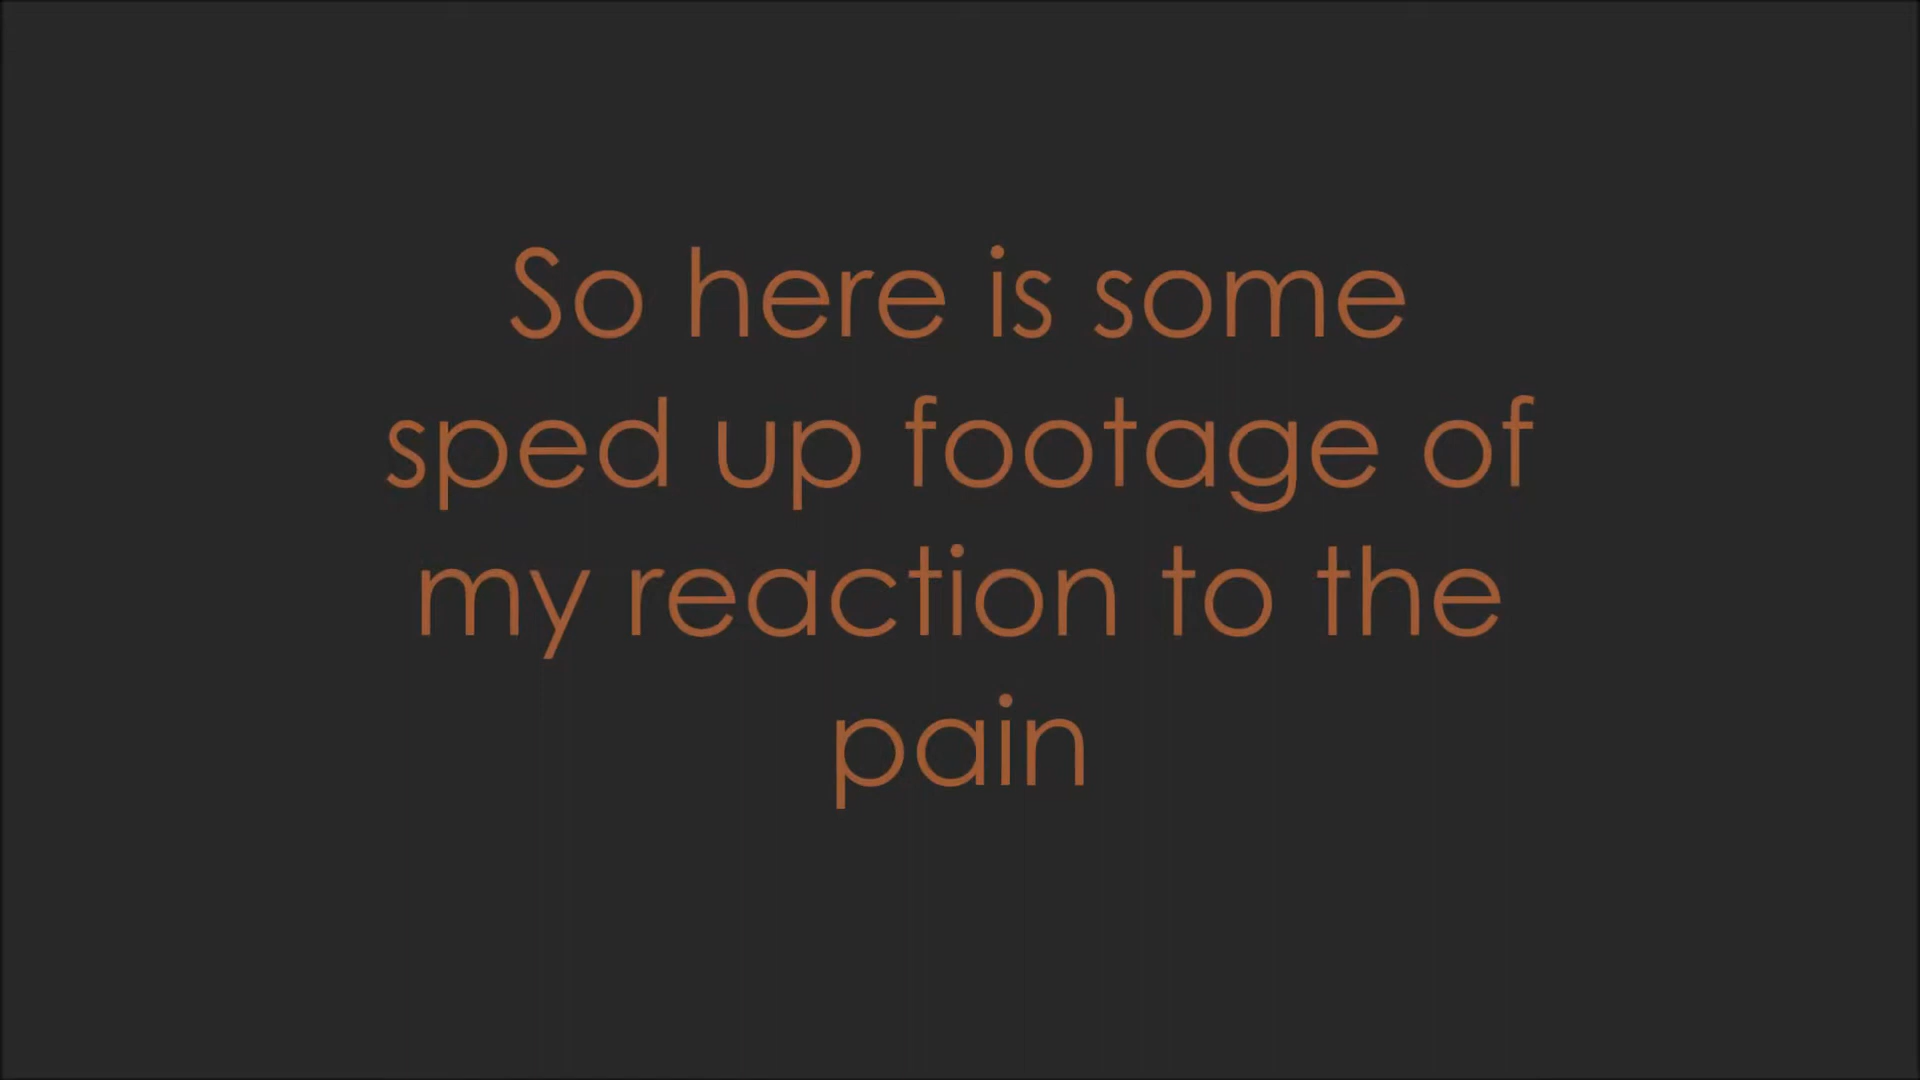 So here is some
sped up footage of
my reaction to the
pain